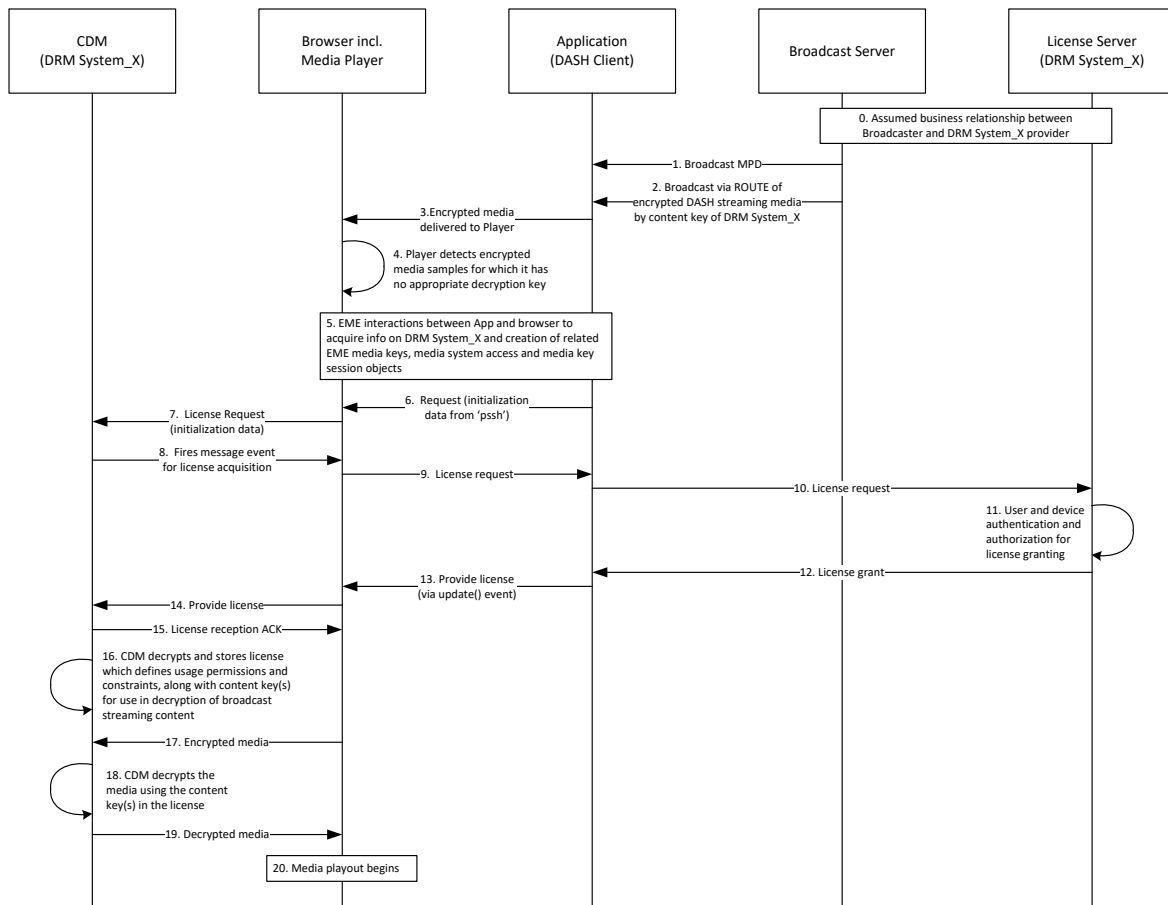 CDM
(DRM System_X)
Browser incl.
Media Player
Application
(DASH Client)
Broadcast Server
License Server
(DRM System_X)
0. Assumed business relationship between
Broadcaster and DRM System_X provider
1. Broadcast MPD
2. Broadcast via ROUTE of
encrypted DASH streaming media
by content key of DRM System_X
3.Encrypted media
delivered to Player
4. Player detects encrypted
media samples for which it has
no appropriate decryption key
5. EME interactions between App and browser to
acquire info on DRM System_X and creation of related
EME media keys, media system access and media key
session objects
6. Request (initialization
data from ‘pssh’)
7. License Request
(initialization data)
8. Fires message event
for license acquisition
9. License request
10. License request
11. User and device
authentication and
authorization for
license granting
12. License grant
13. Provide license
(via update() event)
14. Provide license
15. License reception ACK
16. CDM decrypts and stores license
which defines usage permissions and
constraints, along with content key(s)
for use in decryption of broadcast
streaming content
17. Encrypted media
18. CDM decrypts the
media using the content
key(s) in the license
19. Decrypted media
20. Media playout begins